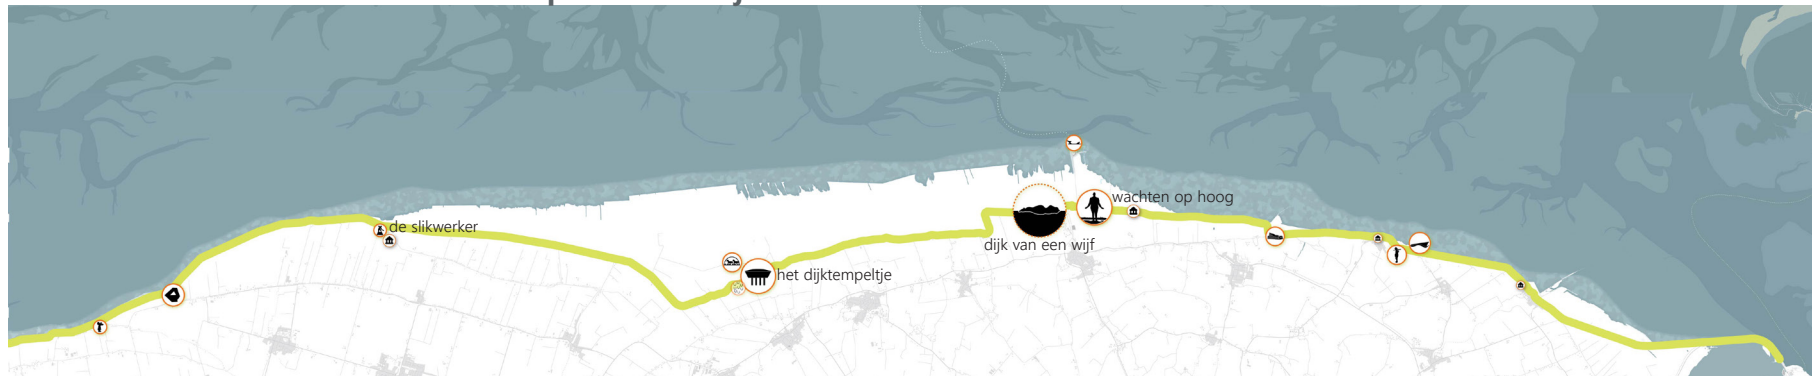 wachten op hoog
de slikwerker
dijk van een wijf
het dijktempeltje